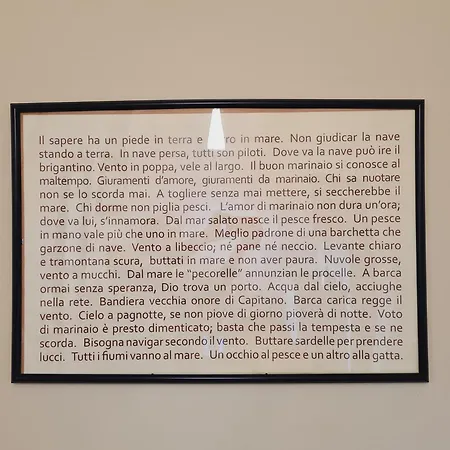 Il sapere ha un piede in terra e l'altro in mare. Non giudicar la nave
stando a terra. In nave persa, tutti son piloti. Dove va la nave può ire il
brigantino. Vento in poppa, vele al largo. Il buon marinaio si conosce al
maltempo. Giuramenti d'amore, giuramenti da marinaio. Chi sa nuotare
non se lo scorda mai. A togliere senza mai mettere, si seccherebbe il
mare. Chi dorme non piglia pesci. L'amor di marinaio non dura un'ora;
dove va lui, s'innamora. Dal mar salato nasce il pesce fresco. Un pesce
in mano vale più che uno in mare. Meglio padrone di una barchetta che
garzone di nave. Vento a libeccio; né pane né neccio. Levante chiaro
e tramontana scura, buttati in mare e non aver paura. Nuvole grosse,
vento a mucchi. Dal mare le "pecorelle" annunzian le procelle. A barca
ormai senza speranza, Dio trova un porto. Acqua dal cielo, acciughe
nella rete. Bandiera vecchia onore di Capitano. Barca carica regge il
vento. Cielo a pagnotte, se non piove di giorno pioverà di notte. Voto
di marinaio è presto dimenticato; basta che passi la tempesta e se ne
scorda. Bisogna navigar secondo il vento. Buttare sardelle per prendere
lucci. Tutti i fiumi vanno al mare. Un occhio al pesce e un altro alla gatta.